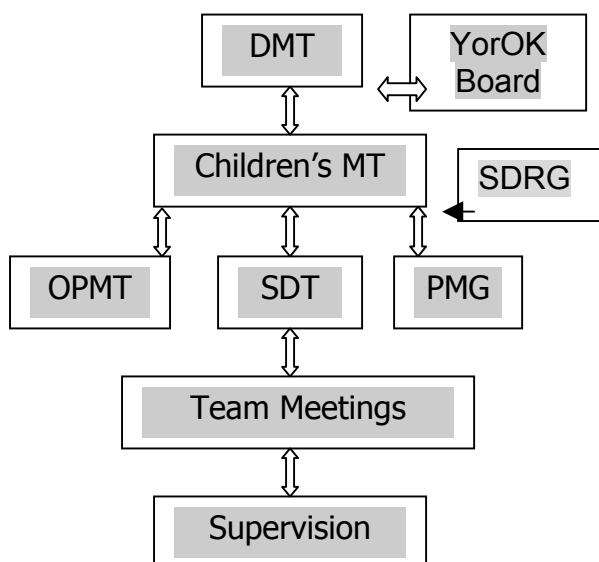 DMT
YorOK
Board
Children's MT
SDRG
OPMT
SDT
PMG
Team Meetings
Supervision